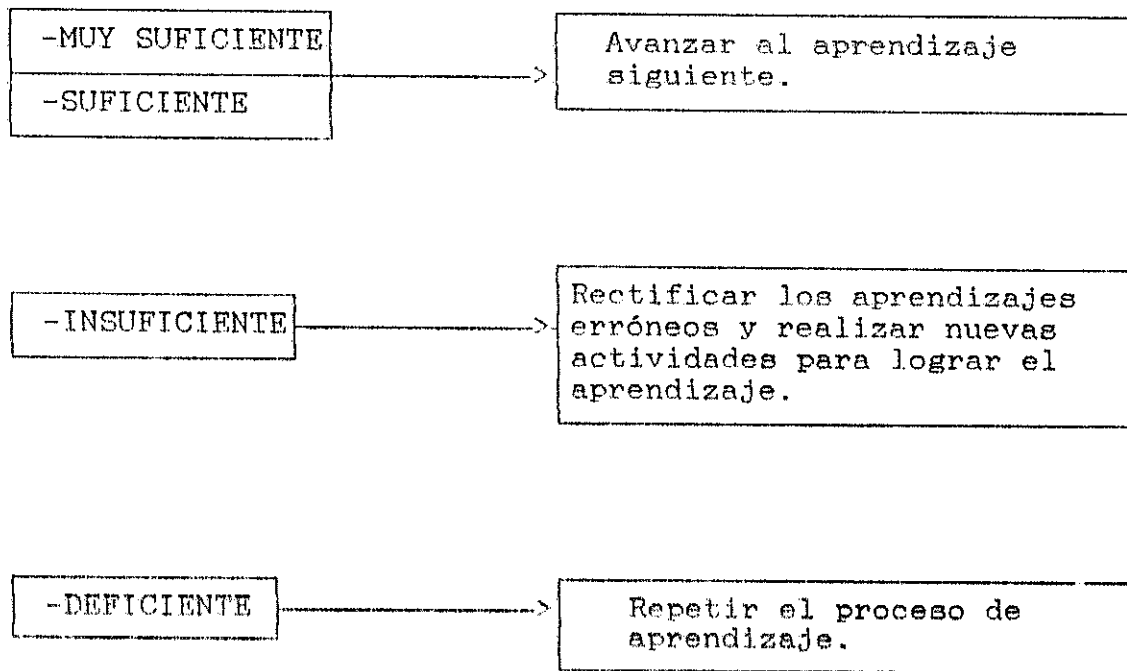 -MUY SUFICIENTE
-SUFICIENTE
Avanzar al aprendizaje
siguiente.
-INSUFICIENTE
Rectificar los aprendizajes
erróneos y realizar nuevas
actividades para lograr el
aprendizaje.
-DEFICIENTE
Repetir el proceso de
aprendizaje.